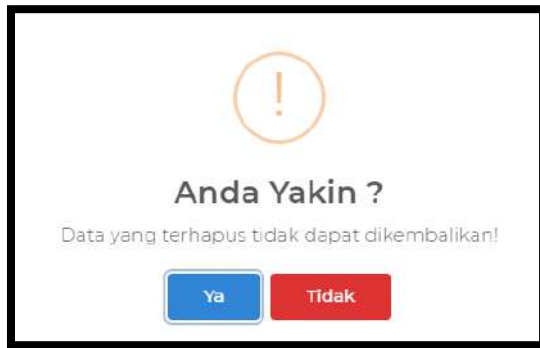 !
Anda Yakin ?
Data yang terhapus tidak dapat dikembalikan!
Ya
Tidak